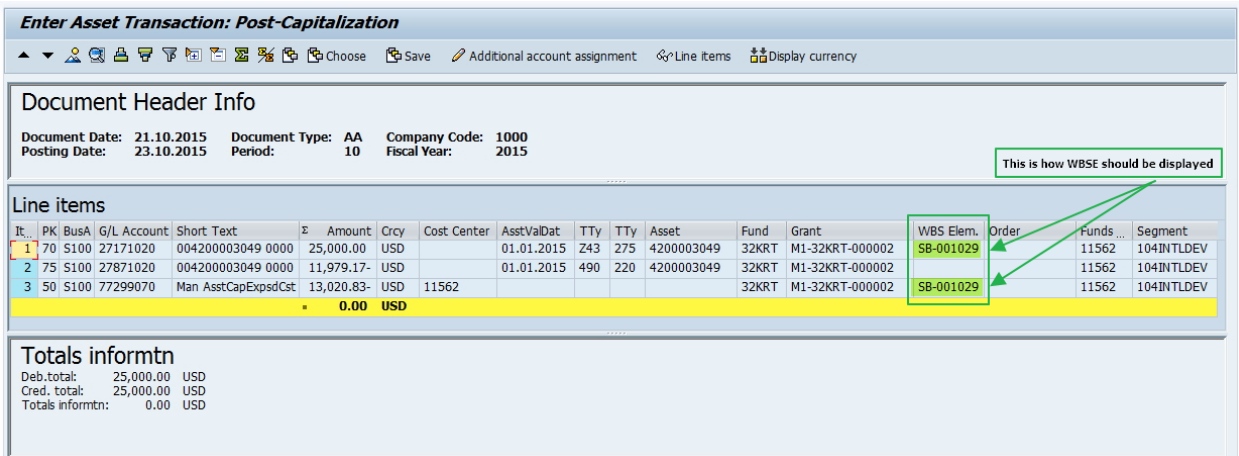 Enter Asset Transaction: Post-Capitalization
Choose Save Additional account assignment Line items Display currency
Document Header Info
Document Date: 21.10.2015 Document Type: AA Company Code: 1000
Posting Date: 23.10.2015 Period: 10 Fiscal Year: 2015
This is how WBSE should be displayed
Line items
It... PK BusA G/L Account Short Text Σ Amount Crcy Cost Center AsstValDat TTy TTy Asset Fund Grant WBS Elem. Order Funds ... Segment
1 70 S100 27171020 004200003049 0000 25,000.00 USD 01.01.2015 Z43 275 4200003049 32KRT M1-32KRT-000002 SB-001029 11562 104INTLDEV
2 75 S100 27871020 004200003049 0000 11,979.17- USD 01.01.2015 490 220 4200003049 32KRT M1-32KRT-000002 11562 104INTLDEV
3 50 S100 77299070 Man AsstCapExpsdCst 13,020.83- USD 11562 32KRT M1-32KRT-000002 SB-001029 11562 104INTLDEV
0.00 USD
Totals informtn
Deb.total: 25,000.00 USD
Cred. total: 25,000.00 USD
Totals informtn: 0.00 USD